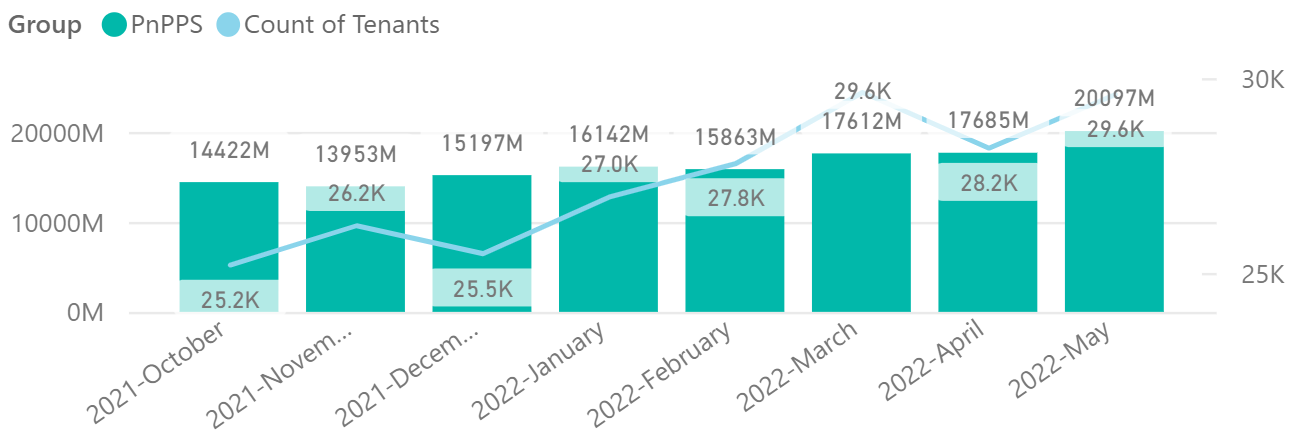 Group PnPPS Count of Tenants
30K
29.6K
20097M
20000M
14422M
13953M
15197M
16142M
15863M
17612M
17685M
29.6K
26.2K
27.0K
27.8K
28.2K
10000M
25K
25.2K
25.5K
0M
2021-October
2021-Novem...
2021-Decem...
2022-January
2022-February
2022-March
2022-April
2022-May